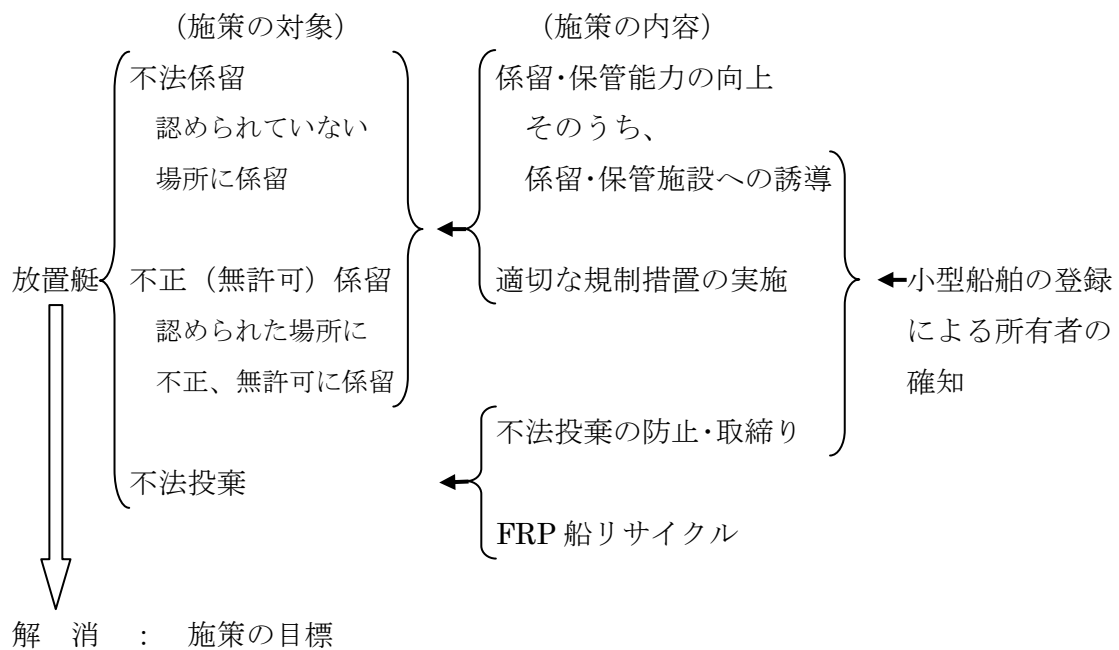 （施策の対象）
（施策の内容）
不法係留
認められていない
場所に係留
係留･保管能力の向上
そのうち、
係留･保管施設への誘導
放置艇
不正（無許可）係留
認められた場所に
不正、無許可に係留
適切な規制措置の実施
小型船舶の登録
による所有者の
確知
不法投棄
不法投棄の防止･取締り
FRP 船リサイクル
解　消　：　施策の目標